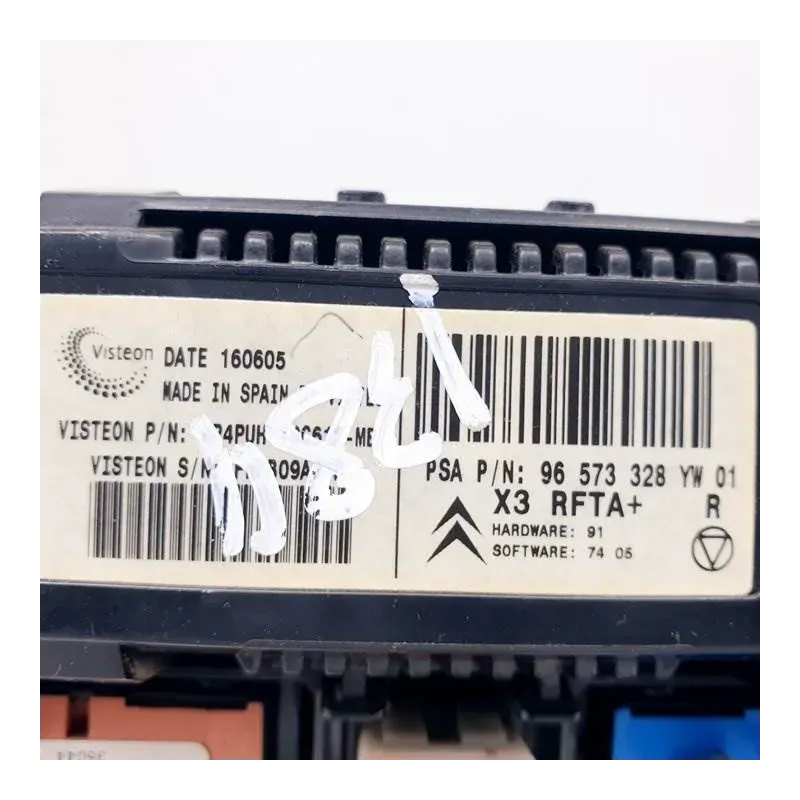 Visteon
DATE 160605
MADE IN SPAIN
VISTEON P/N:
VISTEON S/N
PSA P/N: 96 573 328 YW 01
X3 RFTA+ R
HARDWARE: 91
SOFTWARE: 74 05